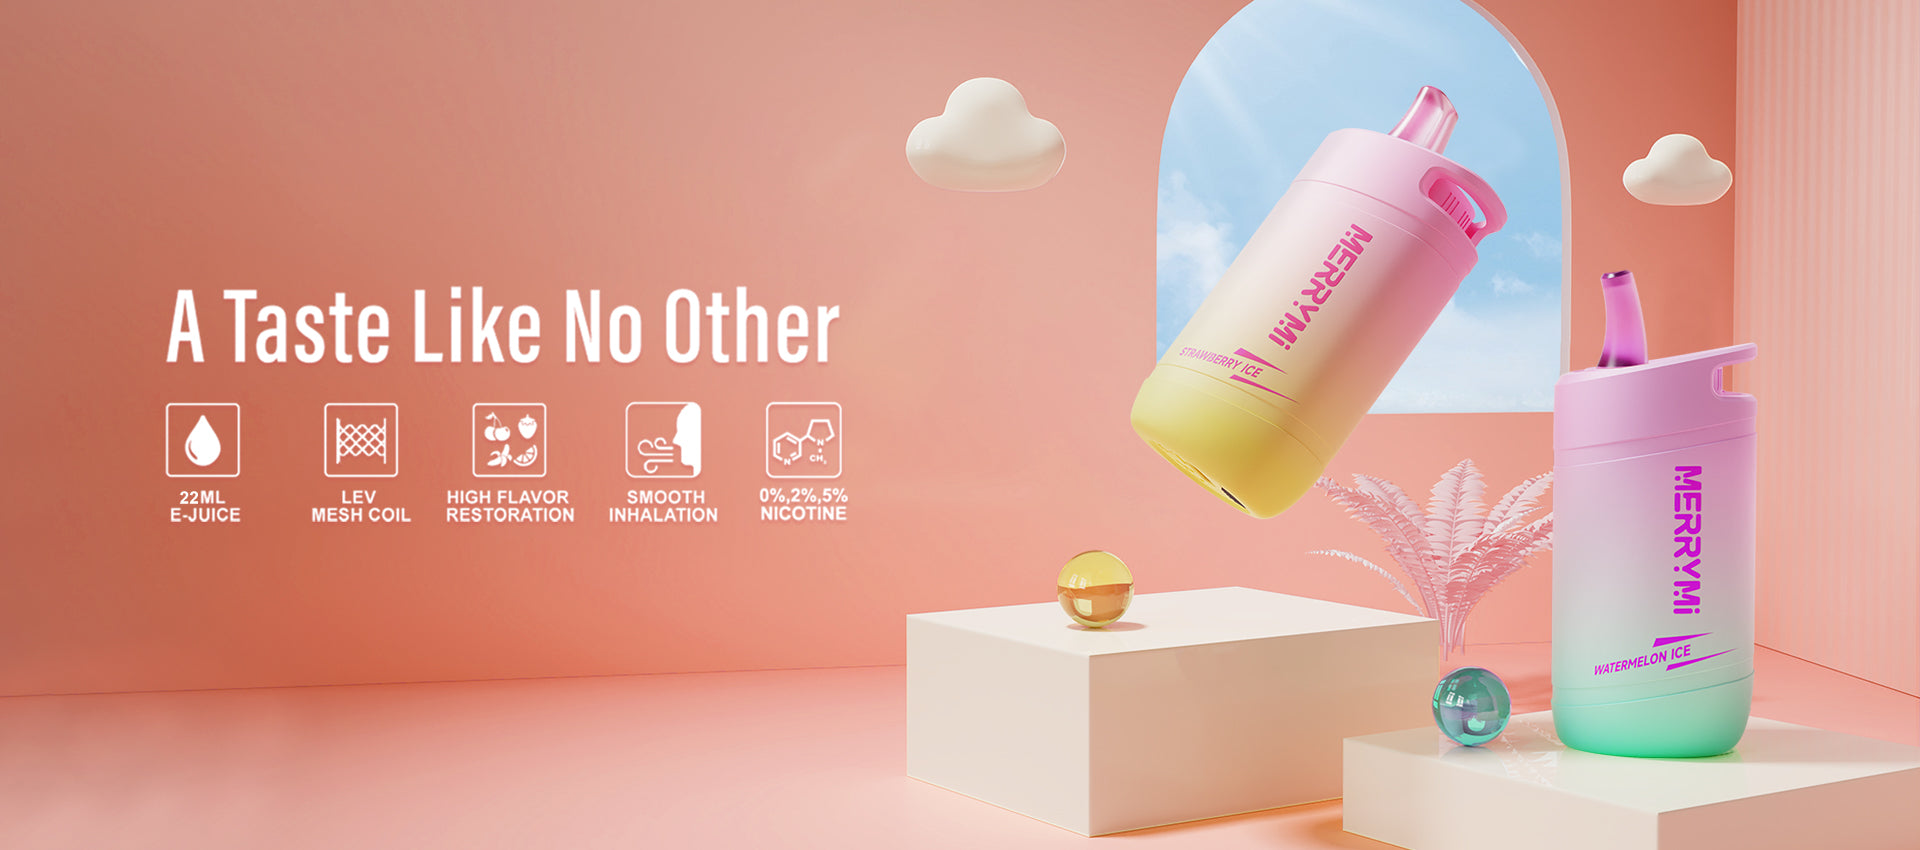 A Taste Like No Other
22ML
E-JUICE
LEV
MESH COIL
HIGH FLAVOR
RESTORATION
SMOOTH
INHALATION
N
N
CH3
0%,2%,5%
NICOTINE
MERRYMi
STRAWBERRY ICE
MERRYMi
WATERMELON ICE